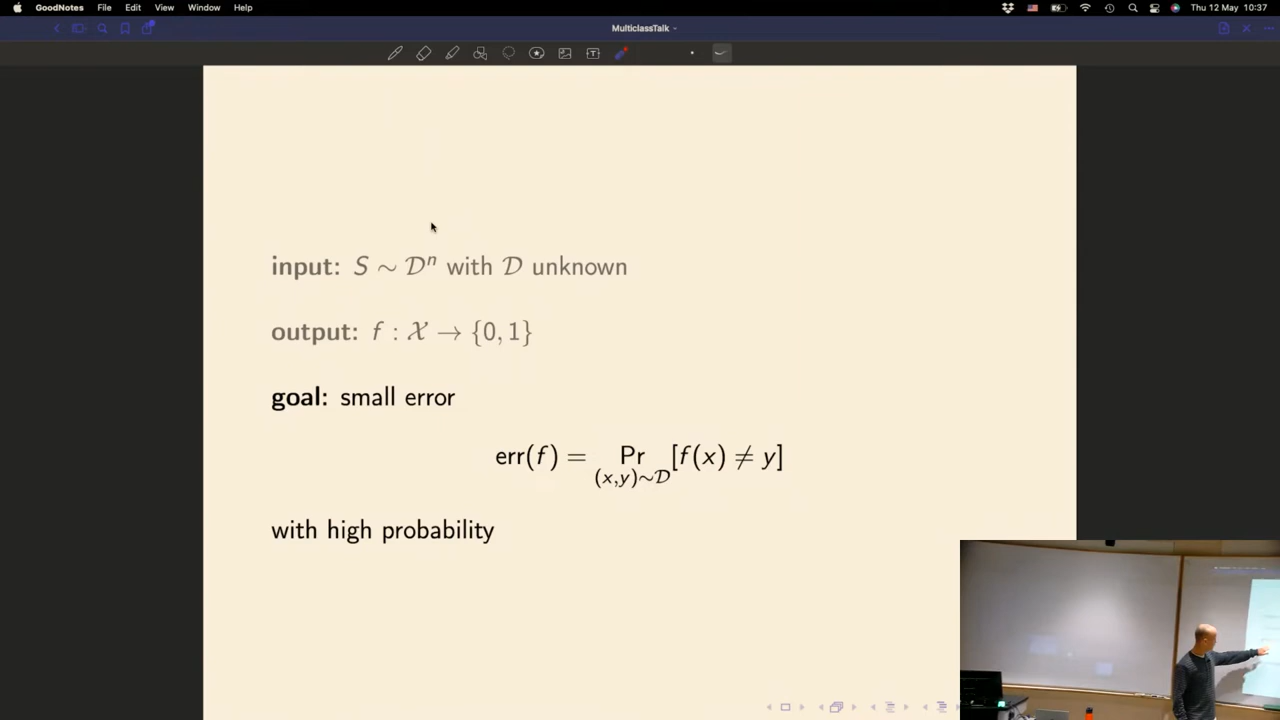 GoodNotes File Edit View Window Help Thu 12 May 10:37
MulticlassTalk
input: S ∼ 𝒟ⁿ with 𝒟 unknown
output: f : 𝒳 → {0, 1}
goal: small error
err(f) = Pr [f(x) ≠ y]
(x,y)∼𝒟
with high probability